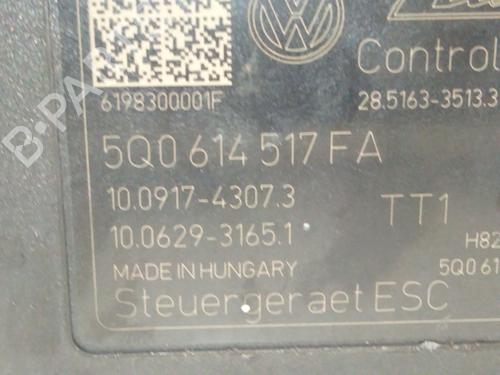 Control
6198300001F
28.5163-3513.3
5Q0 614 517 FA
10.0917-4307.3
TT1
10.0629-3165.1
H82
MADE IN HUNGARY
5Q0 61
Steuergeraet ESC
B-PARTS